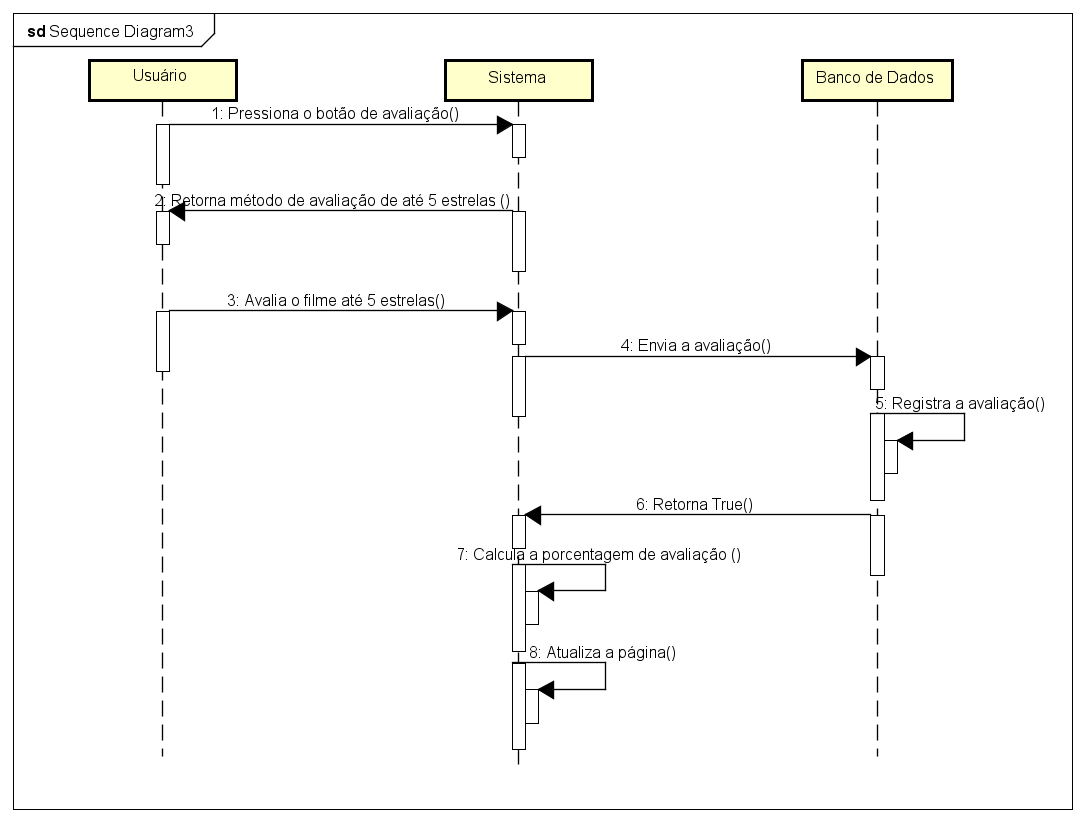 sd Sequence Diagram3
Usuário
Sistema
Banco de Dados
1: Pressiona o botão de avaliação()
2: Retorna método de avaliação de até 5 estrelas ()
3: Avalia o filme até 5 estrelas()
4: Envia a avaliação()
5: Registra a avaliação()
6: Retorna True()
7: Calcula a porcentagem de avaliação ()
8: Atualiza a página()